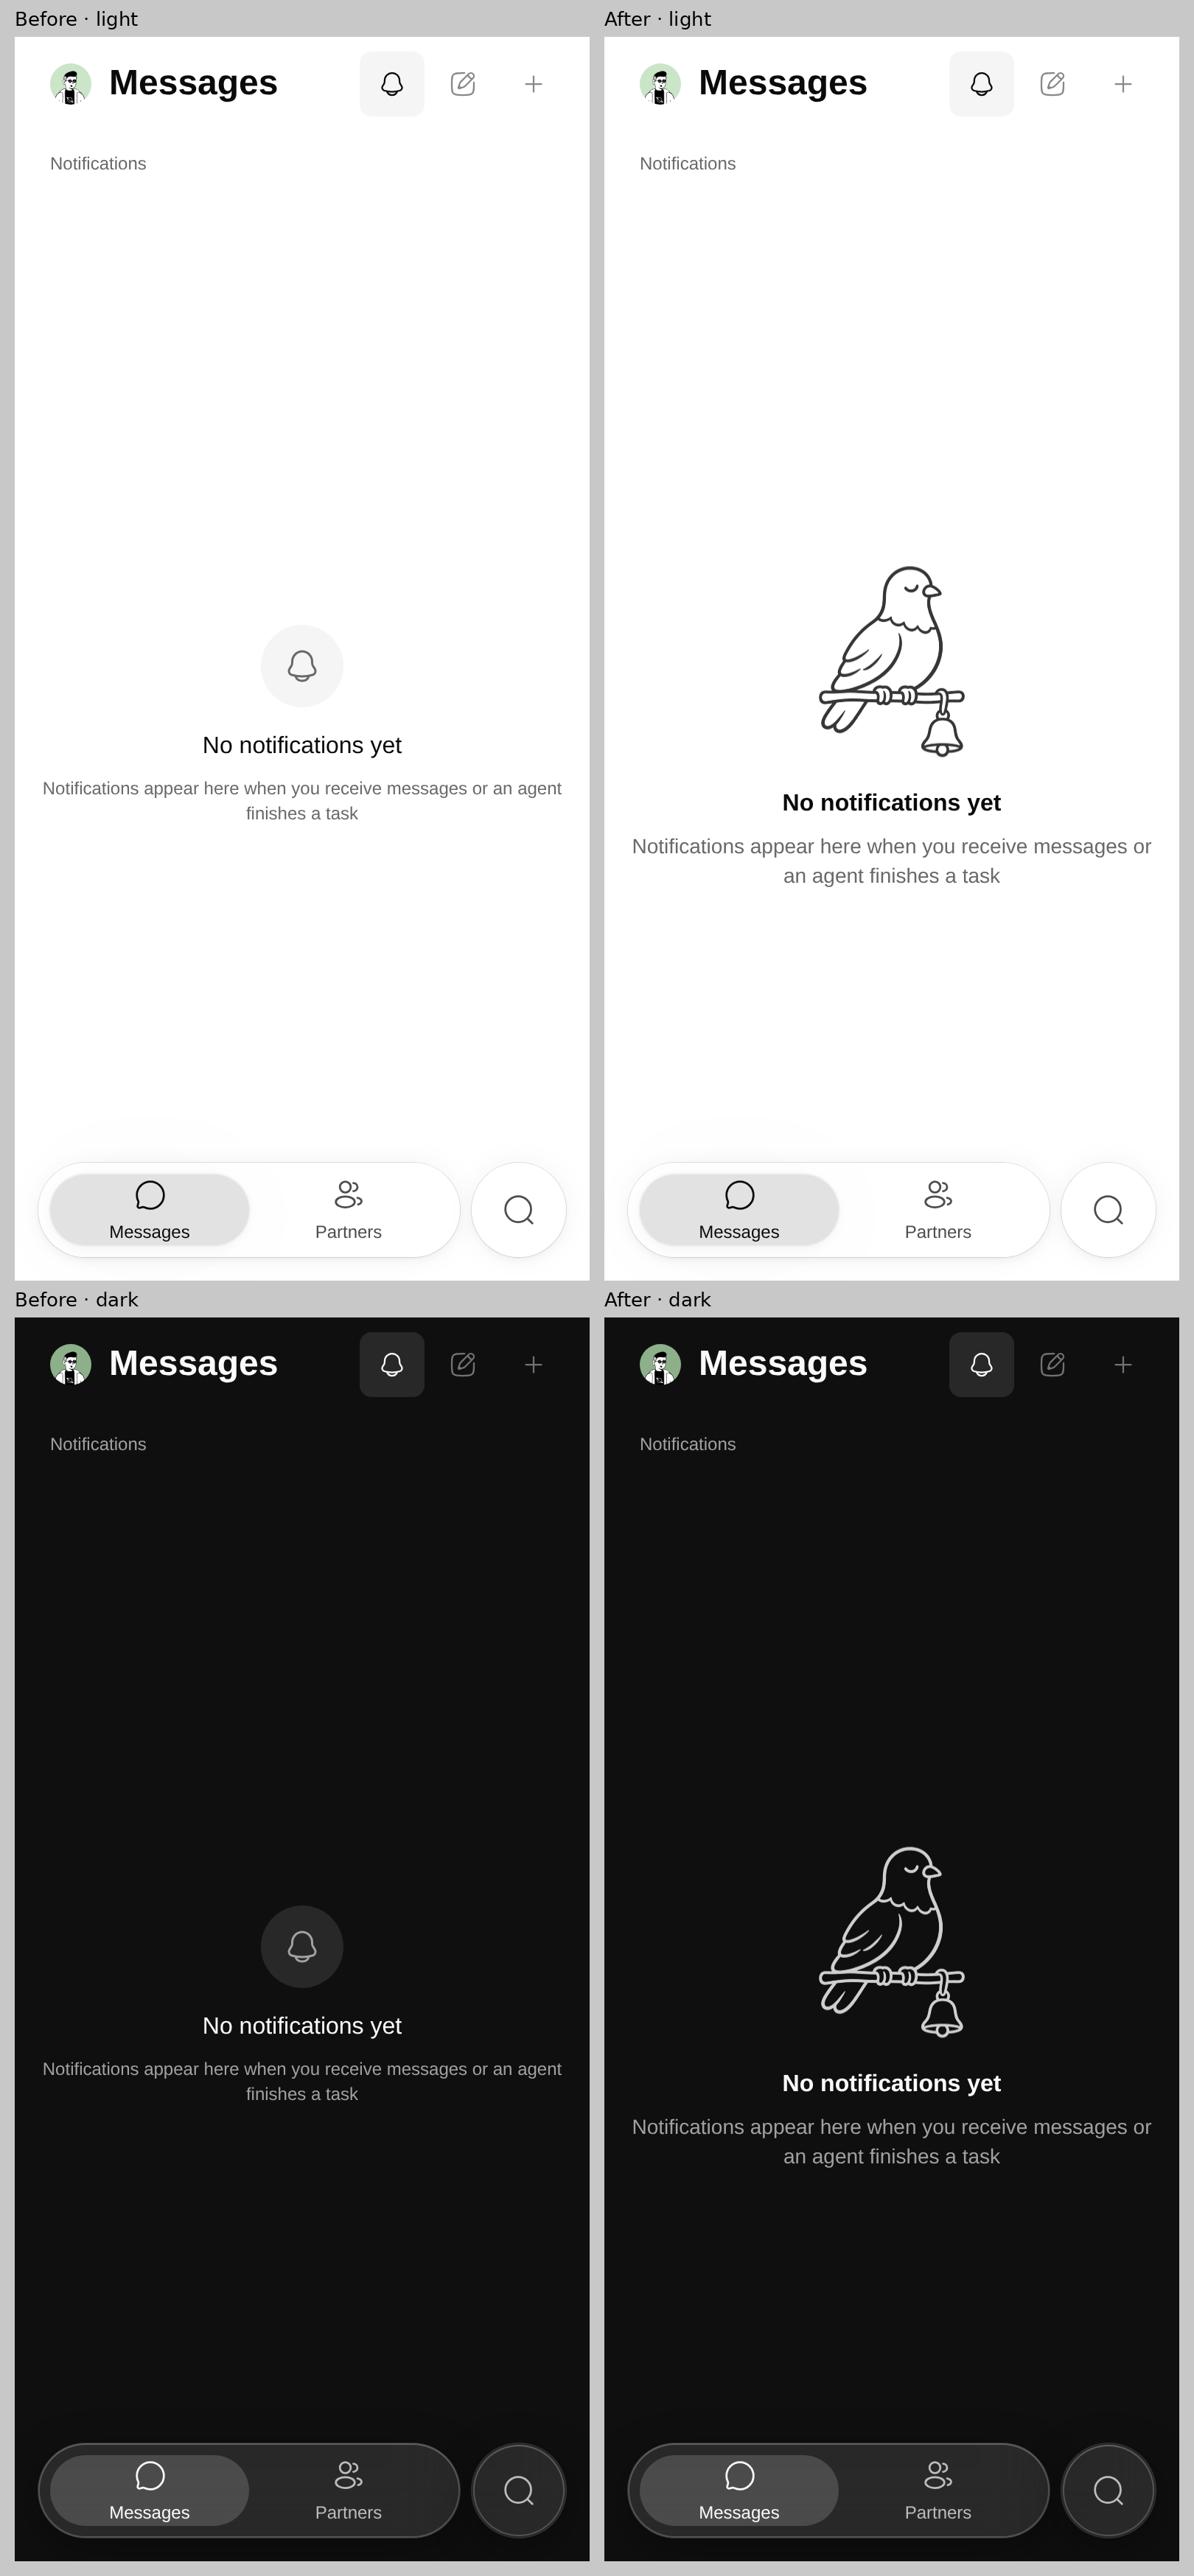 Before · light
Messages
Notifications
No notifications yet
Notifications appear here when you receive messages or an agent
finishes a task
Messages
Partners
After · light
Messages
Notifications
No notifications yet
Notifications appear here when you receive messages or
an agent finishes a task
Messages
Partners
Before · dark
Messages
Notifications
No notifications yet
Notifications appear here when you receive messages or an agent
finishes a task
Messages
Partners
After · dark
Messages
Notifications
No notifications yet
Notifications appear here when you receive messages or
an agent finishes a task
Messages
Partners